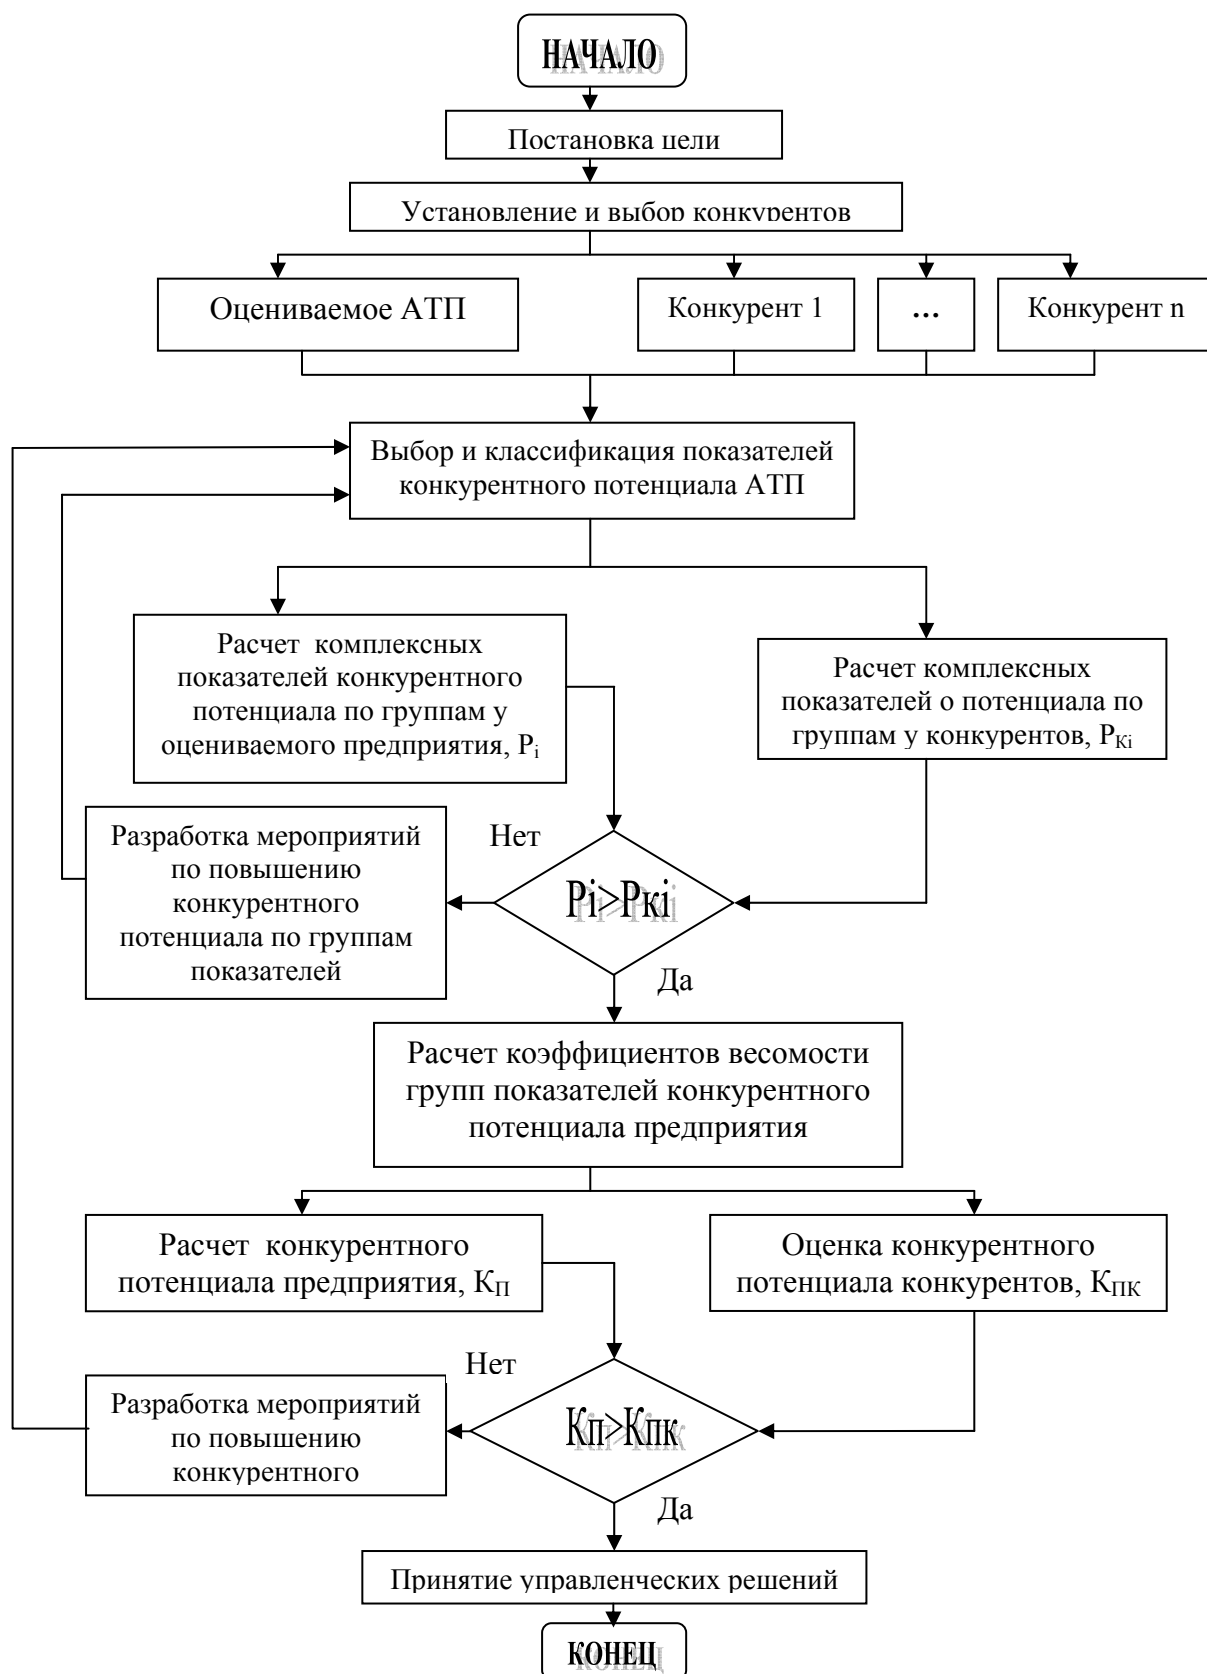 НАЧАЛО
Постановка цели
Установление и выбор конкурентов
Оцениваемое АТП
Конкурент 1
...
Конкурент n
Выбор и классификация показателей
конкурентного потенциала АТП
Расчет комплексных
показателей конкурентного
потенциала по группам у
оцениваемого предприятия, Pi
Расчет комплексных
показателей о потенциала по
группам у конкурентов, РКi
Разработка мероприятий
по повышению
конкурентного
потенциала по группам
показателей
Нет
Pi>Pкi
Да
Расчет коэффициентов весомости
групп показателей конкурентного
потенциала предприятия
Расчет конкурентного
потенциала предприятия, КП
Оценка конкурентного
потенциала конкурентов, КПК
Нет
Разработка мероприятий
по повышению
конкурентного
Кп>Кпк
Да
Принятие управленческих решений
КОНЕЦ